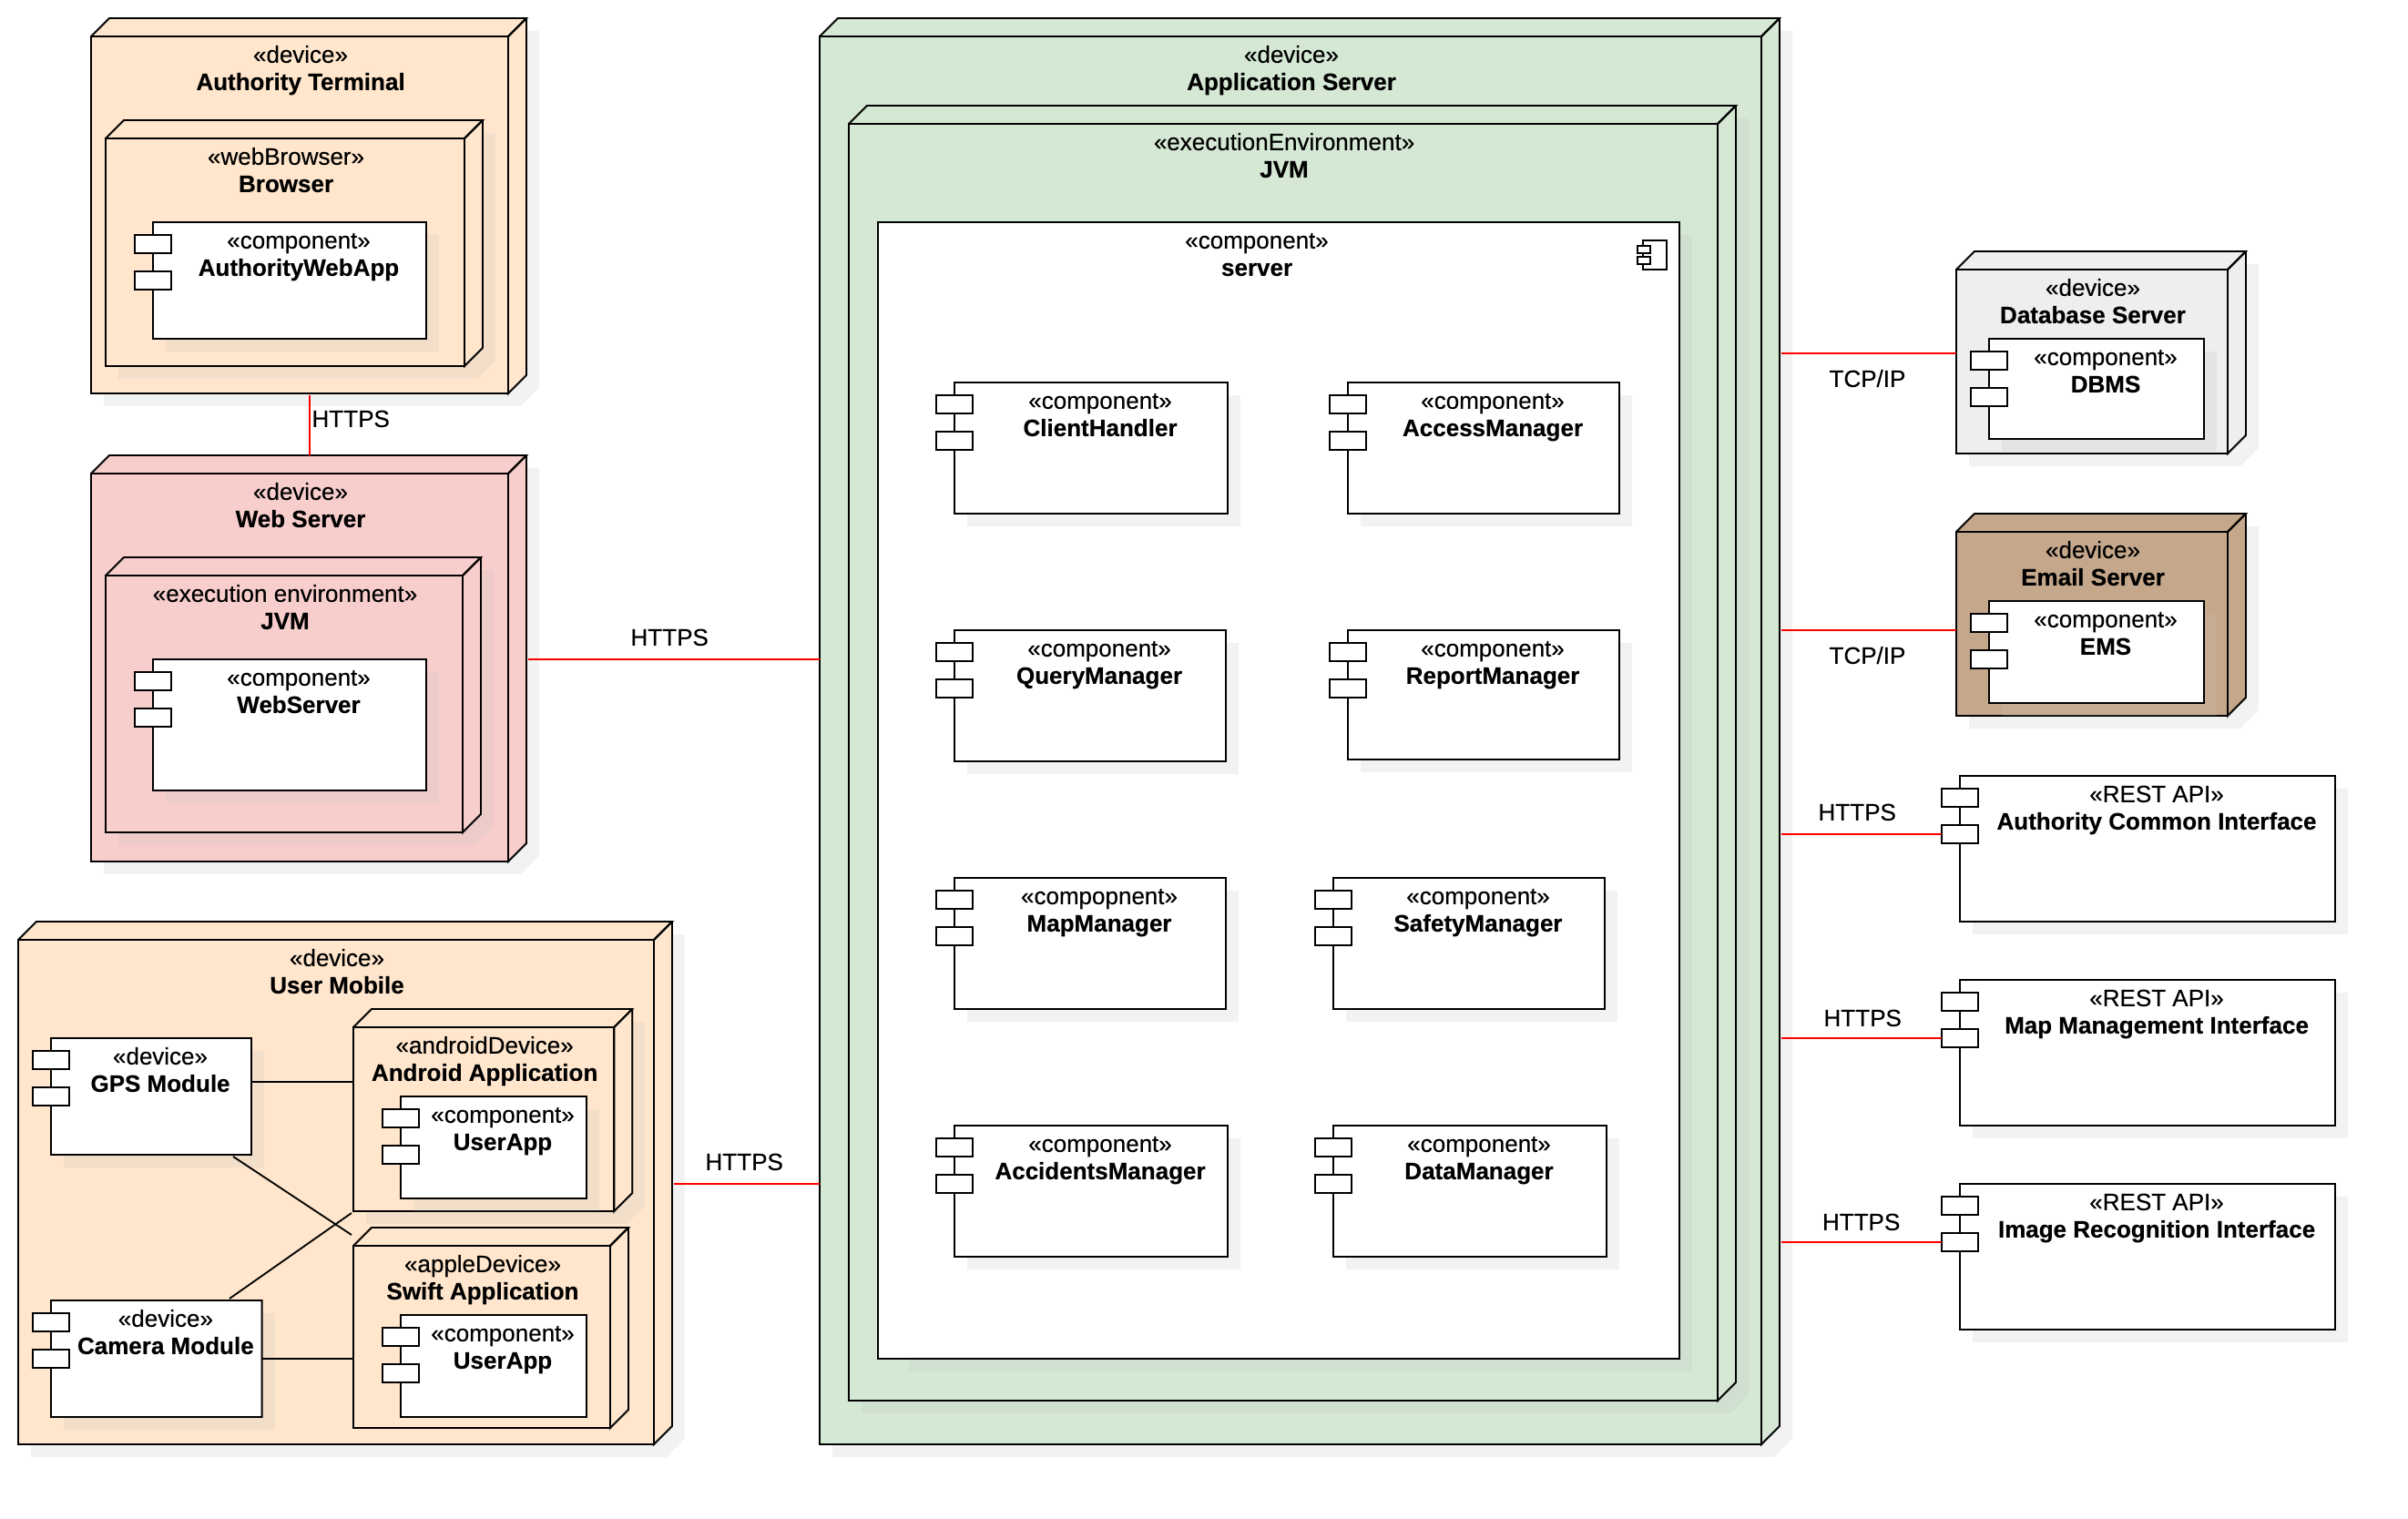 «device»
Authority Terminal
«webBrowser»
Browser
«component»
AuthorityWebApp
HTTPS
«device»
Web Server
«execution environment»
JVM
«component»
WebServer
HTTPS
«device»
User Mobile
«device»
GPS Module
«androidDevice»
Android Application
«component»
UserApp
«device»
Camera Module
«appleDevice»
Swift Application
«component»
UserApp
HTTPS
«device»
Application Server
«executionEnvironment»
JVM
«component»
server
«component»
ClientHandler
«component»
AccessManager
«component»
QueryManager
«component»
ReportManager
«compopnent»
MapManager
«component»
SafetyManager
«component»
AccidentsManager
«component»
DataManager
TCP/IP
«device»
Database Server
«component»
DBMS
TCP/IP
«device»
Email Server
«component»
EMS
HTTPS
«REST API»
Authority Common Interface
HTTPS
«REST API»
Map Management Interface
HTTPS
«REST API»
Image Recognition Interface